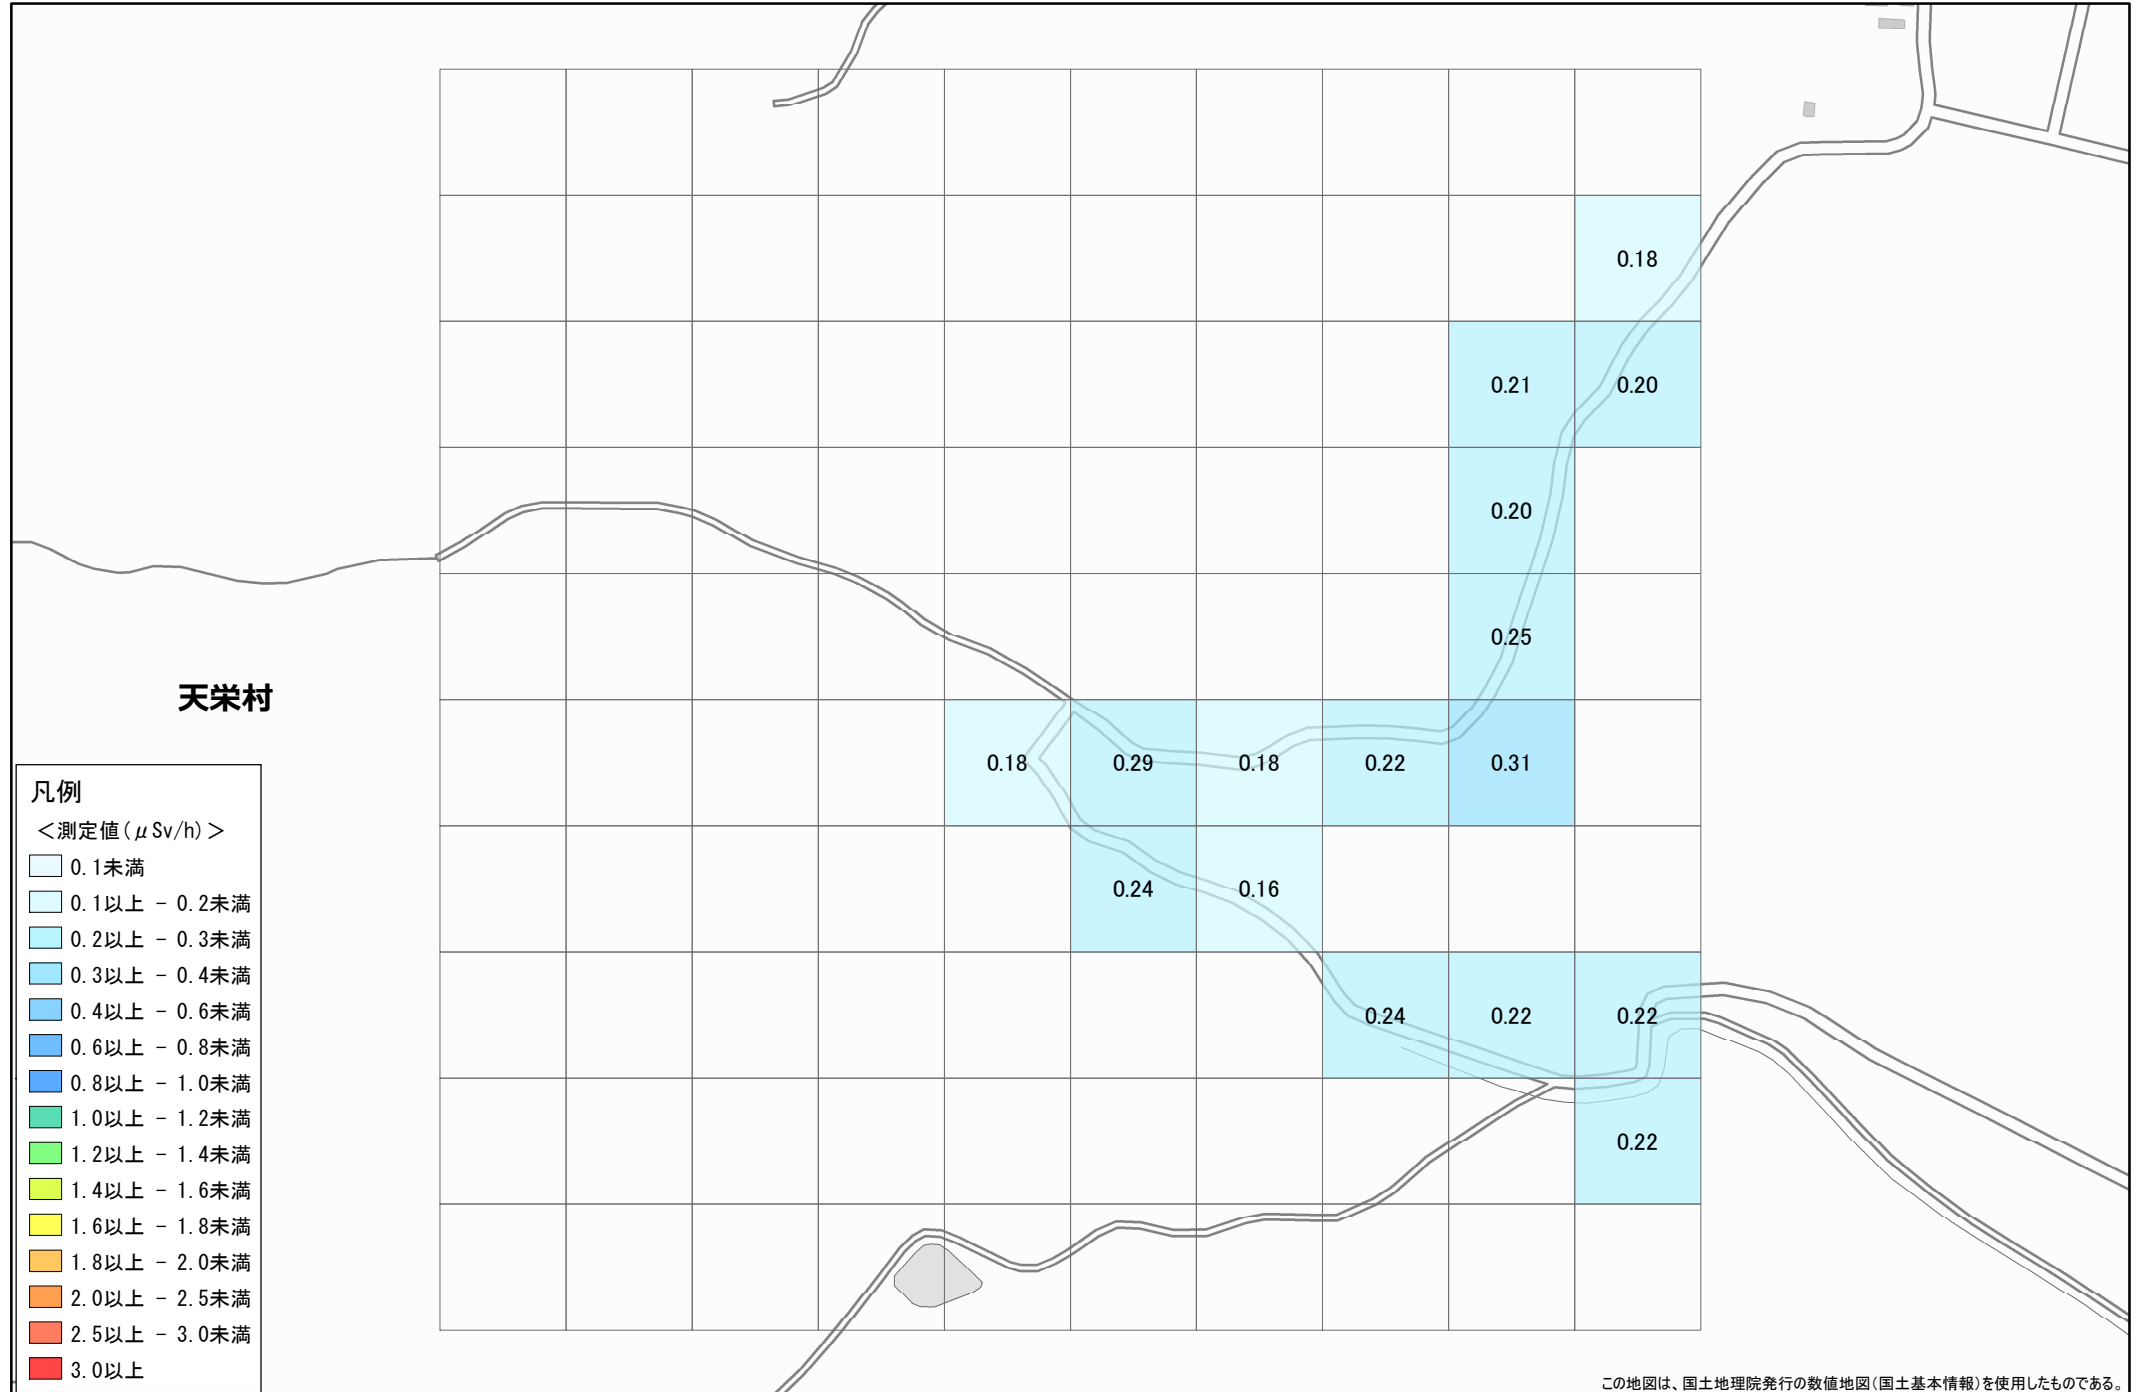 0.18
0.21 0.20
0.20
0.25
天栄村
0.18 0.29 0.18 0.22 0.31
0.24 0.16
0.24 0.22 0.22
0.22
凡例
＜測定値(μSv/h)＞
0.1未満
0.1以上 - 0.2未満
0.2以上 - 0.3未満
0.3以上 - 0.4未満
0.4以上 - 0.6未満
0.6以上 - 0.8未満
0.8以上 - 1.0未満
1.0以上 - 1.2未満
1.2以上 - 1.4未満
1.4以上 - 1.6未満
1.6以上 - 1.8未満
1.8以上 - 2.0未満
2.0以上 - 2.5未満
2.5以上 - 3.0未満
3.0以上
この地図は、国土地理院発行の数値地図(国土基本情報)を使用したものである。